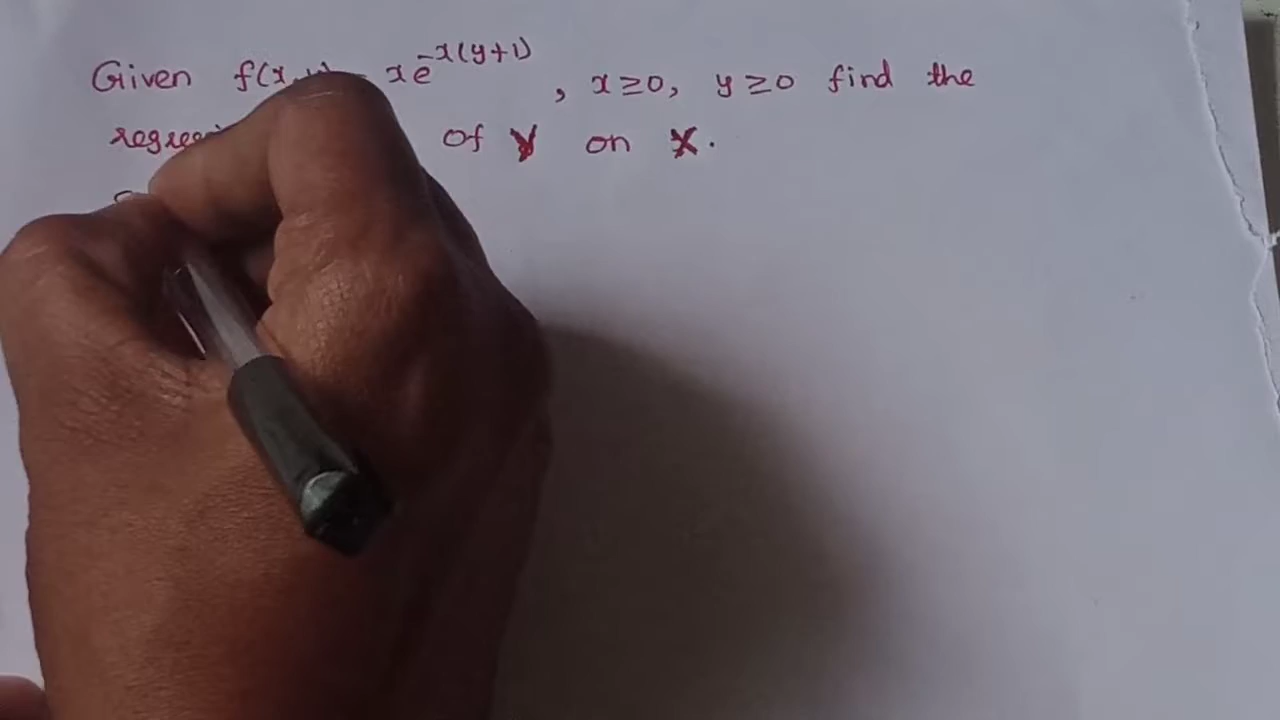 Given f(x,y) = xe^{-x(y+1)}, x≥0, y≥0 find the
of Y on X.